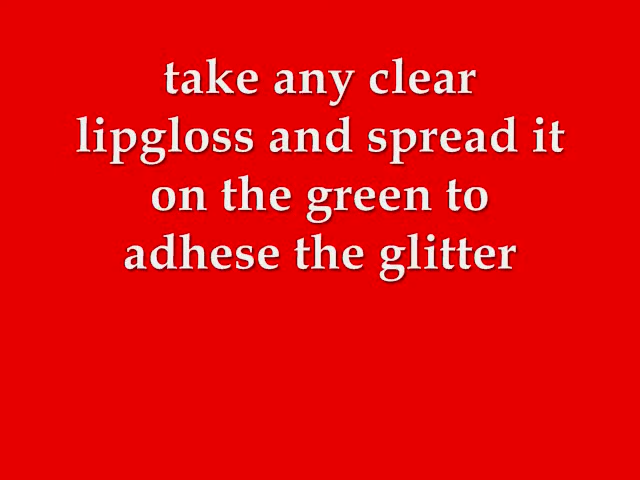 take any clear
lipgloss and spread it
on the green to
adhese the glitter